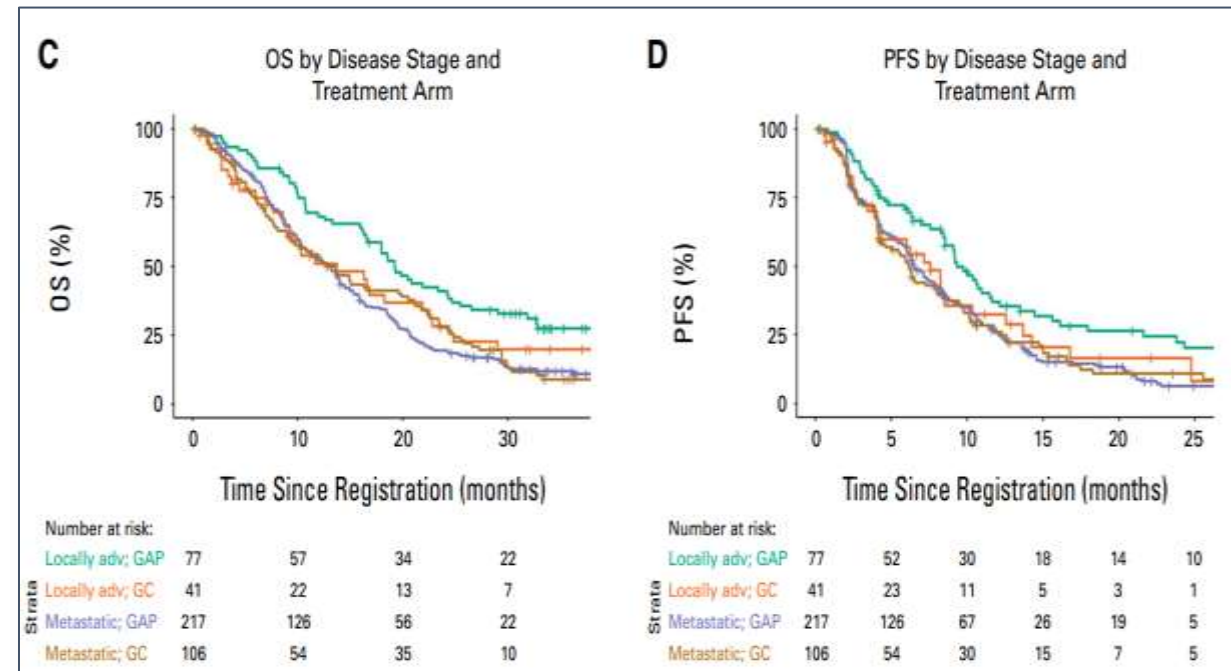 C
OS by Disease Stage and
Treatment Arm
OS (%)
100
75
50
25
0
0 10 20 30
Time Since Registration (months)
Number at risk:
Strata
Locally adv; GAP 77 57 34 22
Locally adv; GC 41 22 13 7
Metastatic; GAP 217 126 56 22
Metastatic; GC 106 54 35 10
D
PFS by Disease Stage and
Treatment Arm
PFS (%)
100
75
50
25
0
0 5 10 15 20 25
Time Since Registration (months)
Number at risk:
Strata
Locally adv; GAP 77 52 30 18 14 10
Locally adv; GC 41 23 11 5 3 1
Metastatic; GAP 217 126 67 26 19 5
Metastatic; GC 106 54 30 15 7 5